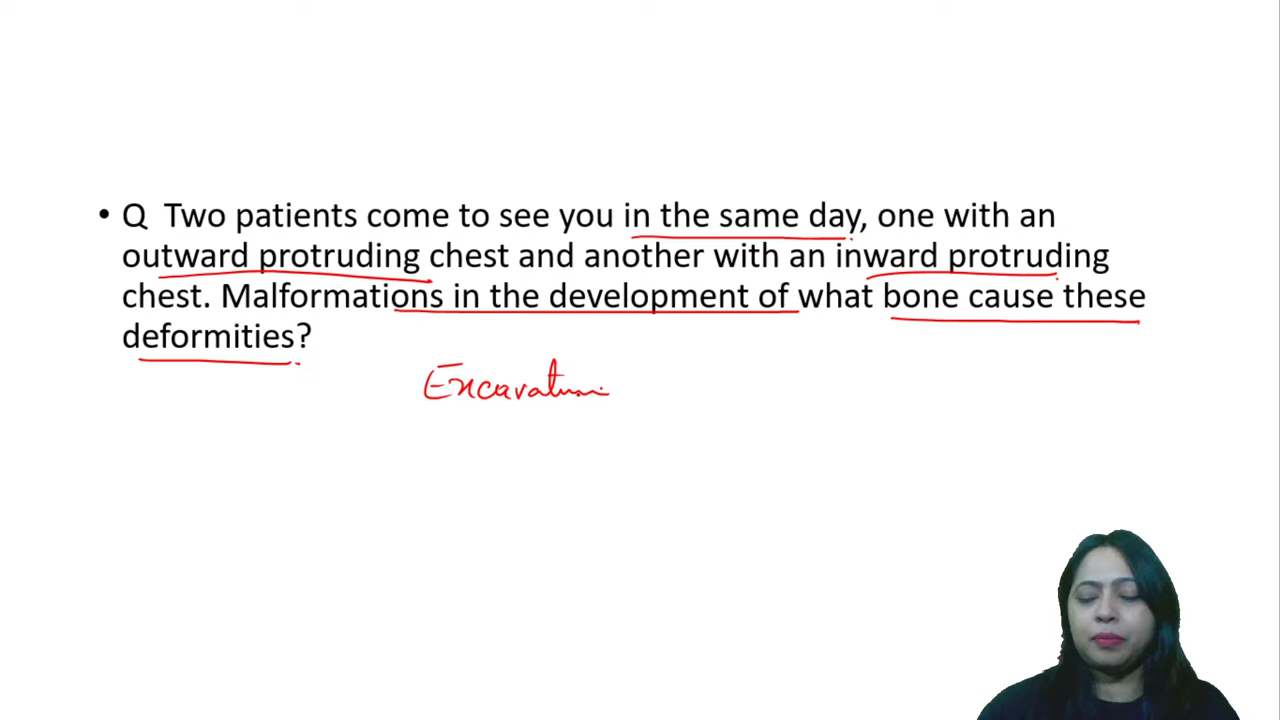 • Q Two patients come to see you in the same day, one with an
outward protruding chest and another with an inward protruding
chest. Malformations in the development of what bone cause these
deformities?
Excavatum